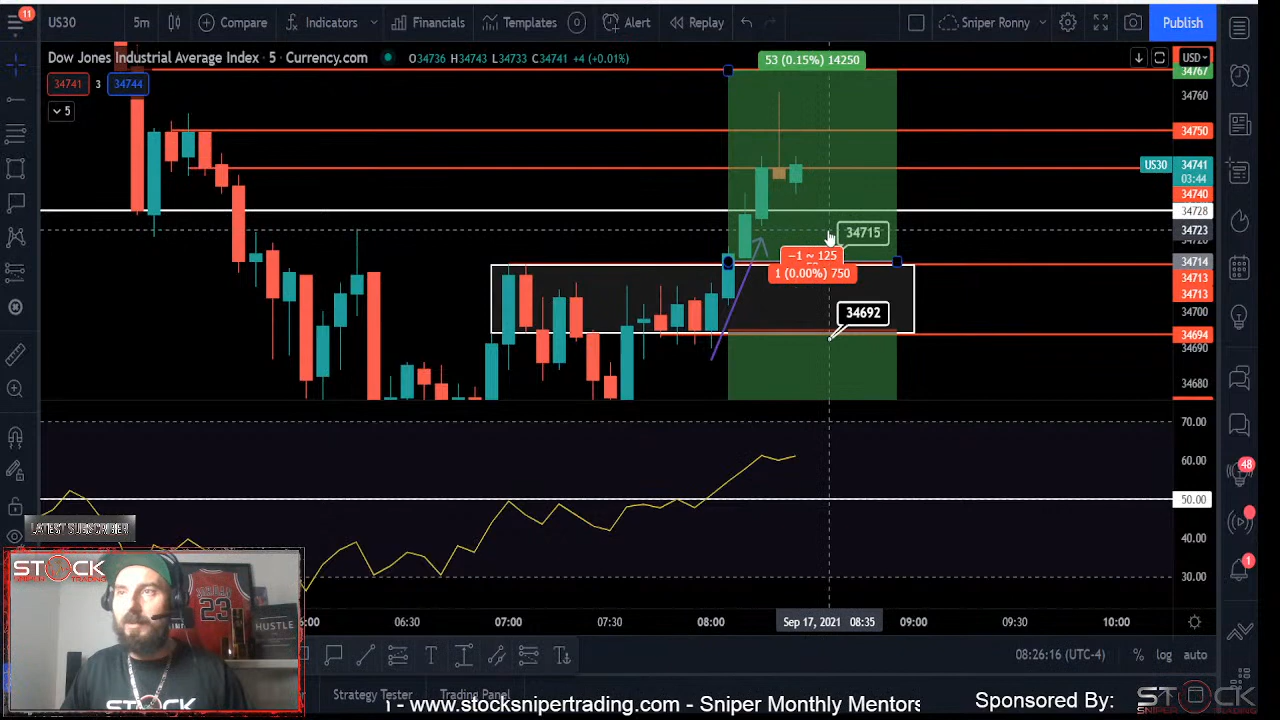 11
US30
5m
Compare
Indicators
Financials
Templates
Alert
Replay
Sniper Ronny
Publish
Dow Jones Industrial Average Index · 5 · Currency.com
O34736 H34743 L34733 C34741 +4 (+0.01%)
34741
3
34744
5
53 (0.15%) 14250
USD
34767
34760
34750
US30
34741
03:44
34740
34728
34723
34715
34714
−1 ~ 125
1 (0.00%) 750
34713
34713
34700
34692
34694
34690
34680
70.00
60.00
50.00
40.00
30.00
48
1
LATEST SUBSCRIBER
STOCK
23
HUSTLE
STOCK
06:30
07:00
07:30
08:00
Sep 17, 2021 08:35
09:00
09:30
10:00
08:26:16 (UTC-4)
%
log
auto
Strategy Tester
Trading Panel
- www.stocksnipertrading.com - Sniper Monthly Mentors
Sponsored By: